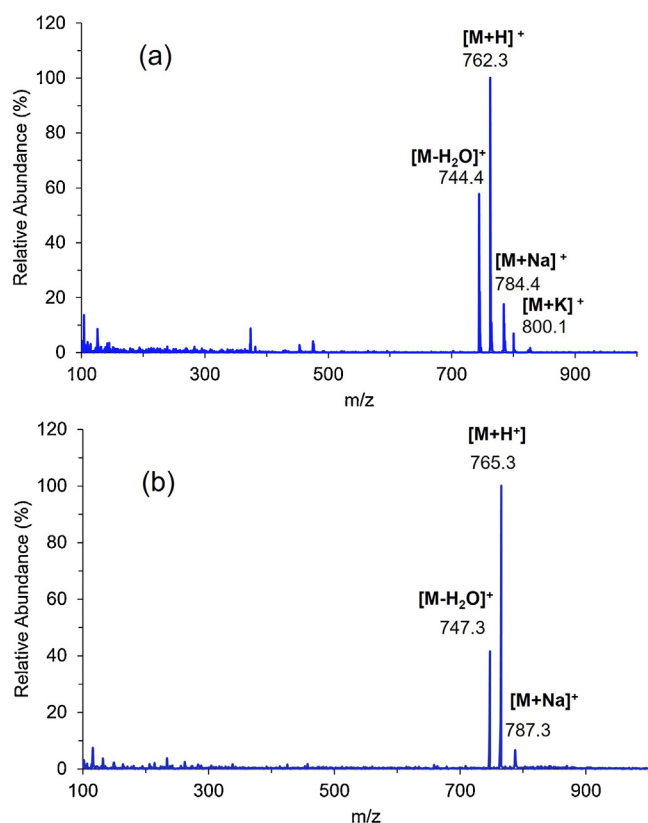 (a)
[M+H]⁺
762.3
[M-H₂O]⁺
744.4
[M+Na]⁺
784.4
[M+K]⁺
800.1
Relative Abundance (%)
120
100
80
60
40
20
0
100 300 500 700 900
m/z
(b)
[M+H⁺]
765.3
[M-H₂O]⁺
747.3
[M+Na]⁺
787.3
Relative Abundance (%)
120
100
80
60
40
20
0
100 300 500 700 900
m/z